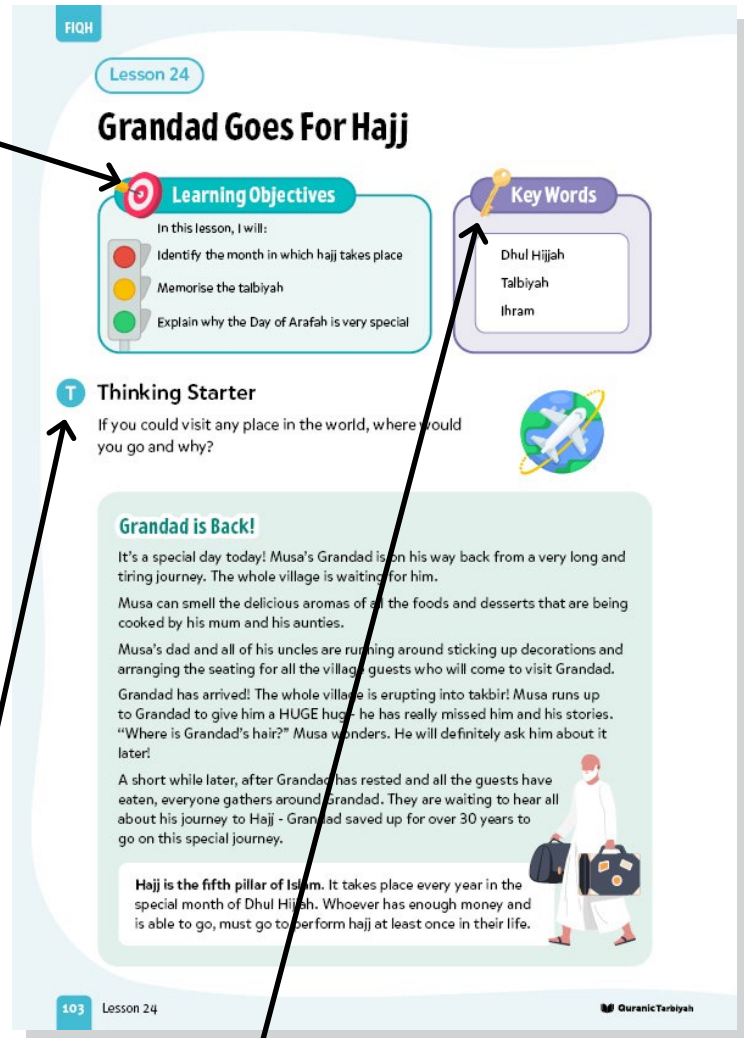 FIQH
Lesson 24
Grandad Goes For Hajj
Learning Objectives
In this lesson, I will:
Identify the month in which hajj takes place
Memorise the talbiyah
Explain why the Day of Arafah is very special
Key Words
Dhul Hijjah
Talbiyah
Ihram
T Thinking Starter
If you could visit any place in the world, where would
you go and why?
Grandad is Back!
It's a special day today! Musa's Grandad is on his way back from a very long and
tiring journey. The whole village is waiting for him.
Musa can smell the delicious aromas of all the foods and desserts that are being
cooked by his mum and his aunties.
Musa's dad and all of his uncles are running around sticking up decorations and
arranging the seating for all the village guests who will come to visit Grandad.
Grandad has arrived! The whole village is erupting into takbir! Musa runs up
to Grandad to give him a HUGE hug - he has really missed him and his stories.
"Where is Grandad's hair?" Musa wonders. He will definitely ask him about it
later!
A short while later, after Grandad has rested and all the guests have
eaten, everyone gathers around Grandad. They are waiting to hear all
about his journey to Hajj - Grandad saved up for over 30 years to
go on this special journey.
Hajj is the fifth pillar of Islam. It takes place every year in the
special month of Dhul Hijjah. Whoever has enough money and
is able to go, must go to perform hajj at least once in their life.
103 Lesson 24
QuranicTarbiyah